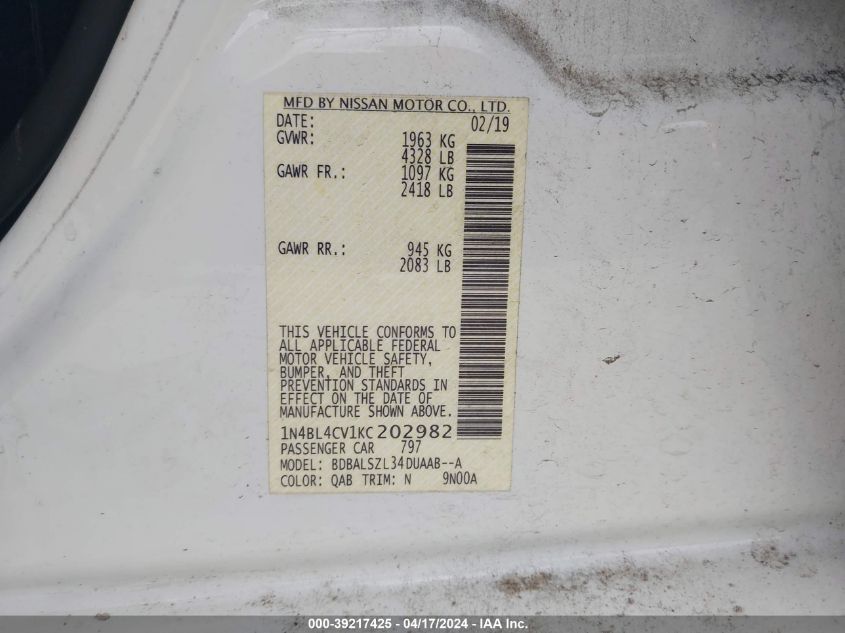 MFD BY NISSAN MOTOR CO., LTD.
DATE: 02/19
GVWR: 1963 KG
4328 LB
GAWR FR.: 1097 KG
2418 LB
GAWR RR.: 945 KG
2083 LB
THIS VEHICLE CONFORMS TO
ALL APPLICABLE FEDERAL
MOTOR VEHICLE SAFETY,
BUMPER, AND THEFT
PREVENTION STANDARDS IN
EFFECT ON THE DATE OF
MANUFACTURE SHOWN ABOVE.
1N4BL4CV1KC202982
PASSENGER CAR 797
MODEL: BDBALSZL34DUAAB--A
COLOR: QAB TRIM: N 9N00A
000-39217425 - 04/17/2024 - IAA Inc.